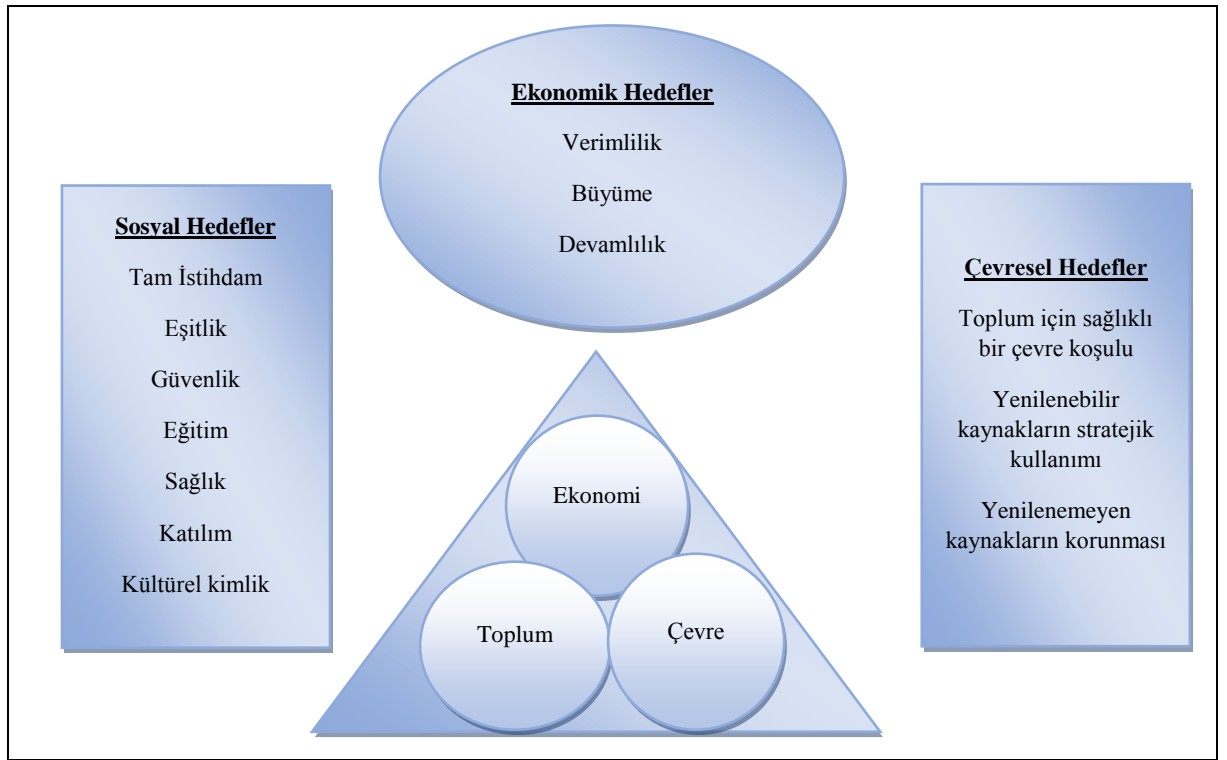 Ekonomik Hedefler
Verimlilik
Büyüme
Devamlılık
Sosyal Hedefler
Tam İstihdam
Eşitlik
Güvenlik
Eğitim
Sağlık
Katılım
Kültürel kimlik
Çevresel Hedefler
Toplum için sağlıklı
bir çevre koşulu
Yenilenebilir
kaynakların stratejik
kullanımı
Yenilenemeyen
kaynakların korunması
Ekonomi
Toplum
Çevre